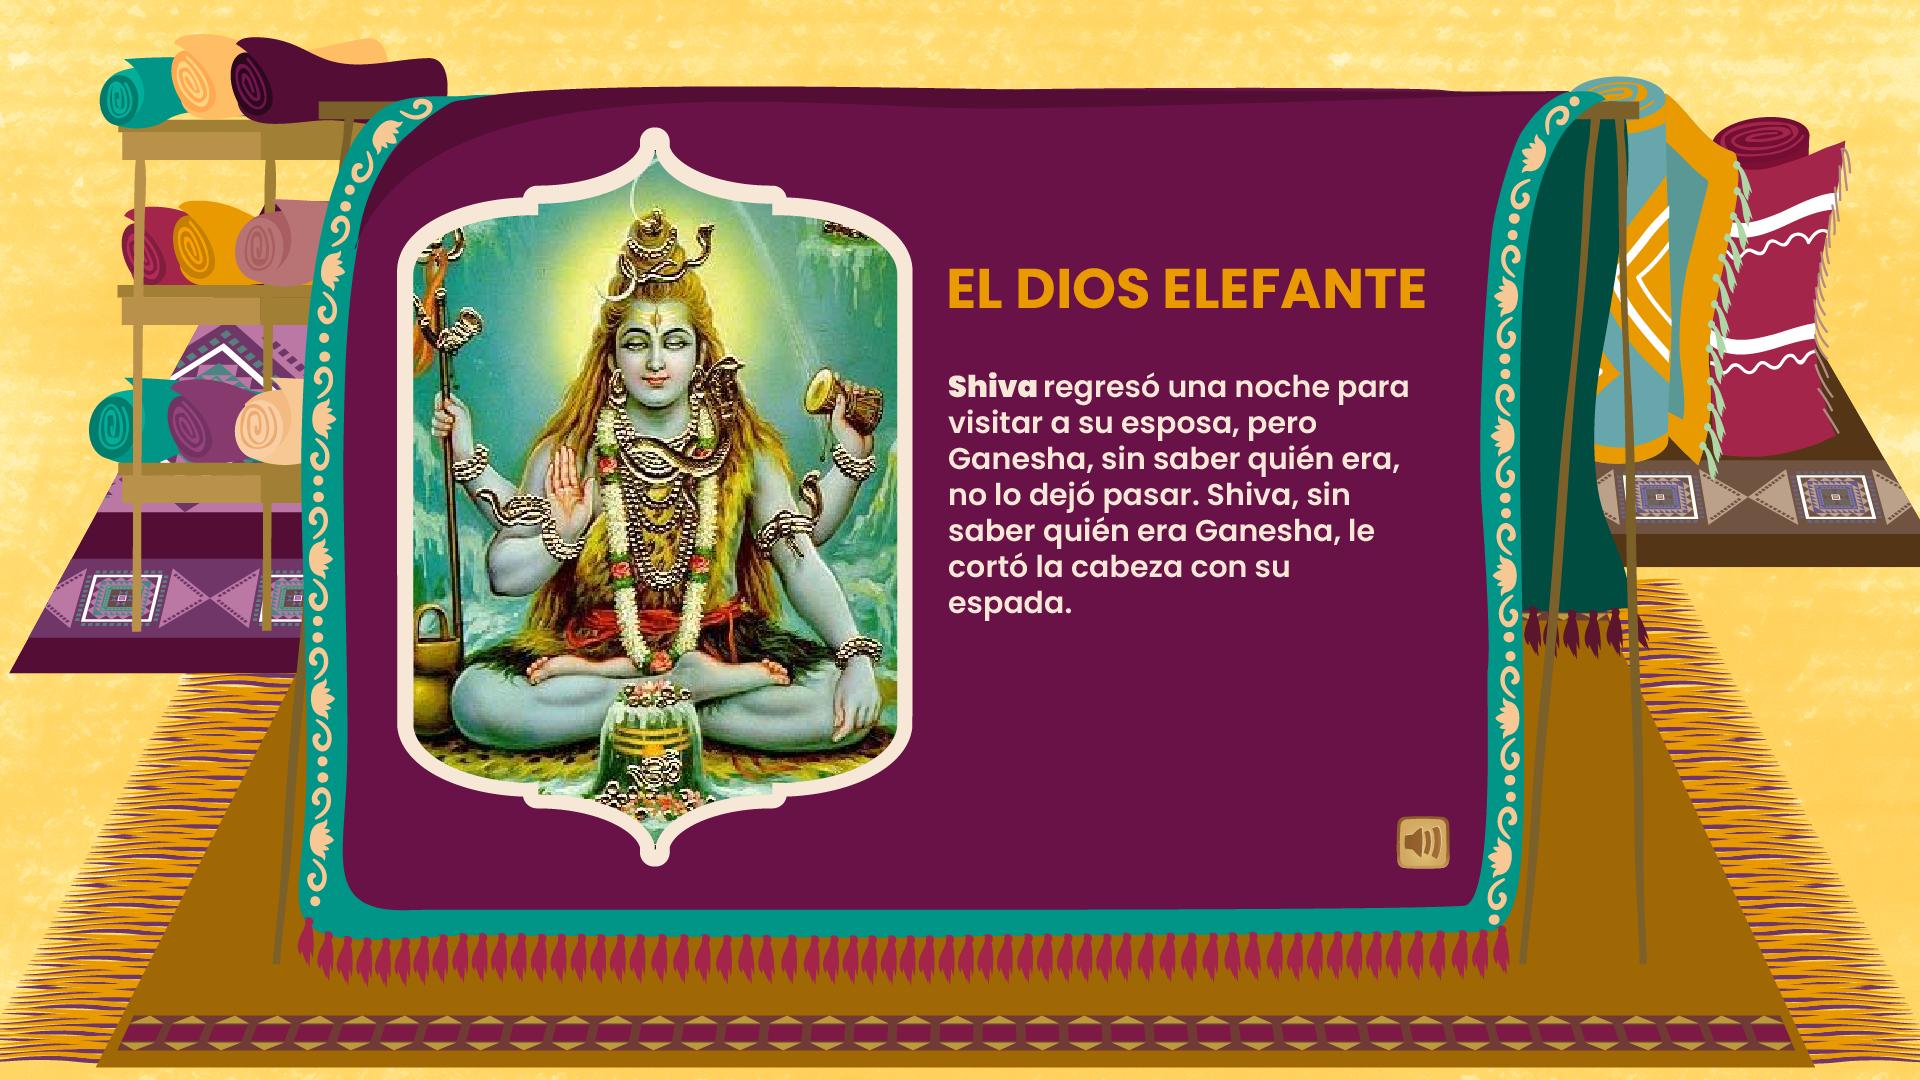 EL DIOS ELEFANTE
Shiva regresó una noche para
visitar a su esposa, pero
Ganesha, sin saber quién era,
no lo dejó pasar. Shiva, sin
saber quién era Ganesha, le
cortó la cabeza con su
espada.